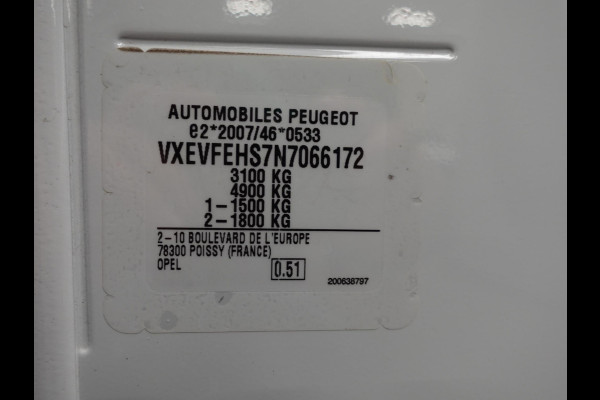 AUTOMOBILES PEUGEOT
e2*2007/46*0533
VXEVFEHS7N7066172
3100 KG
4900 KG
1-1500 KG
2-1800 KG
2-10 BOULEVARD DE L'EUROPE
78300 POISSY (FRANCE)
OPEL 0.51
200638797